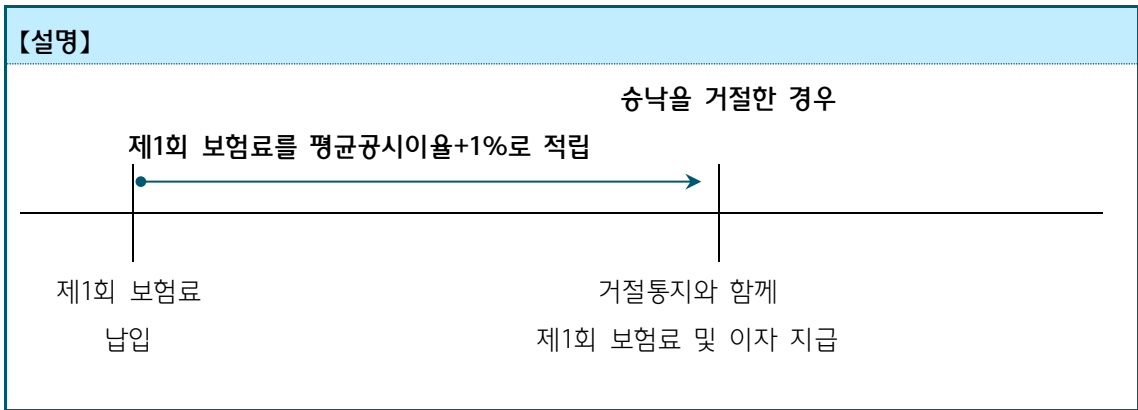 【설명】
승낙을 거절한 경우
제1회 보험료를 평균공시이율+1%로 적립
제1회 보험료
납입
거절통지와 함께
제1회 보험료 및 이자 지급